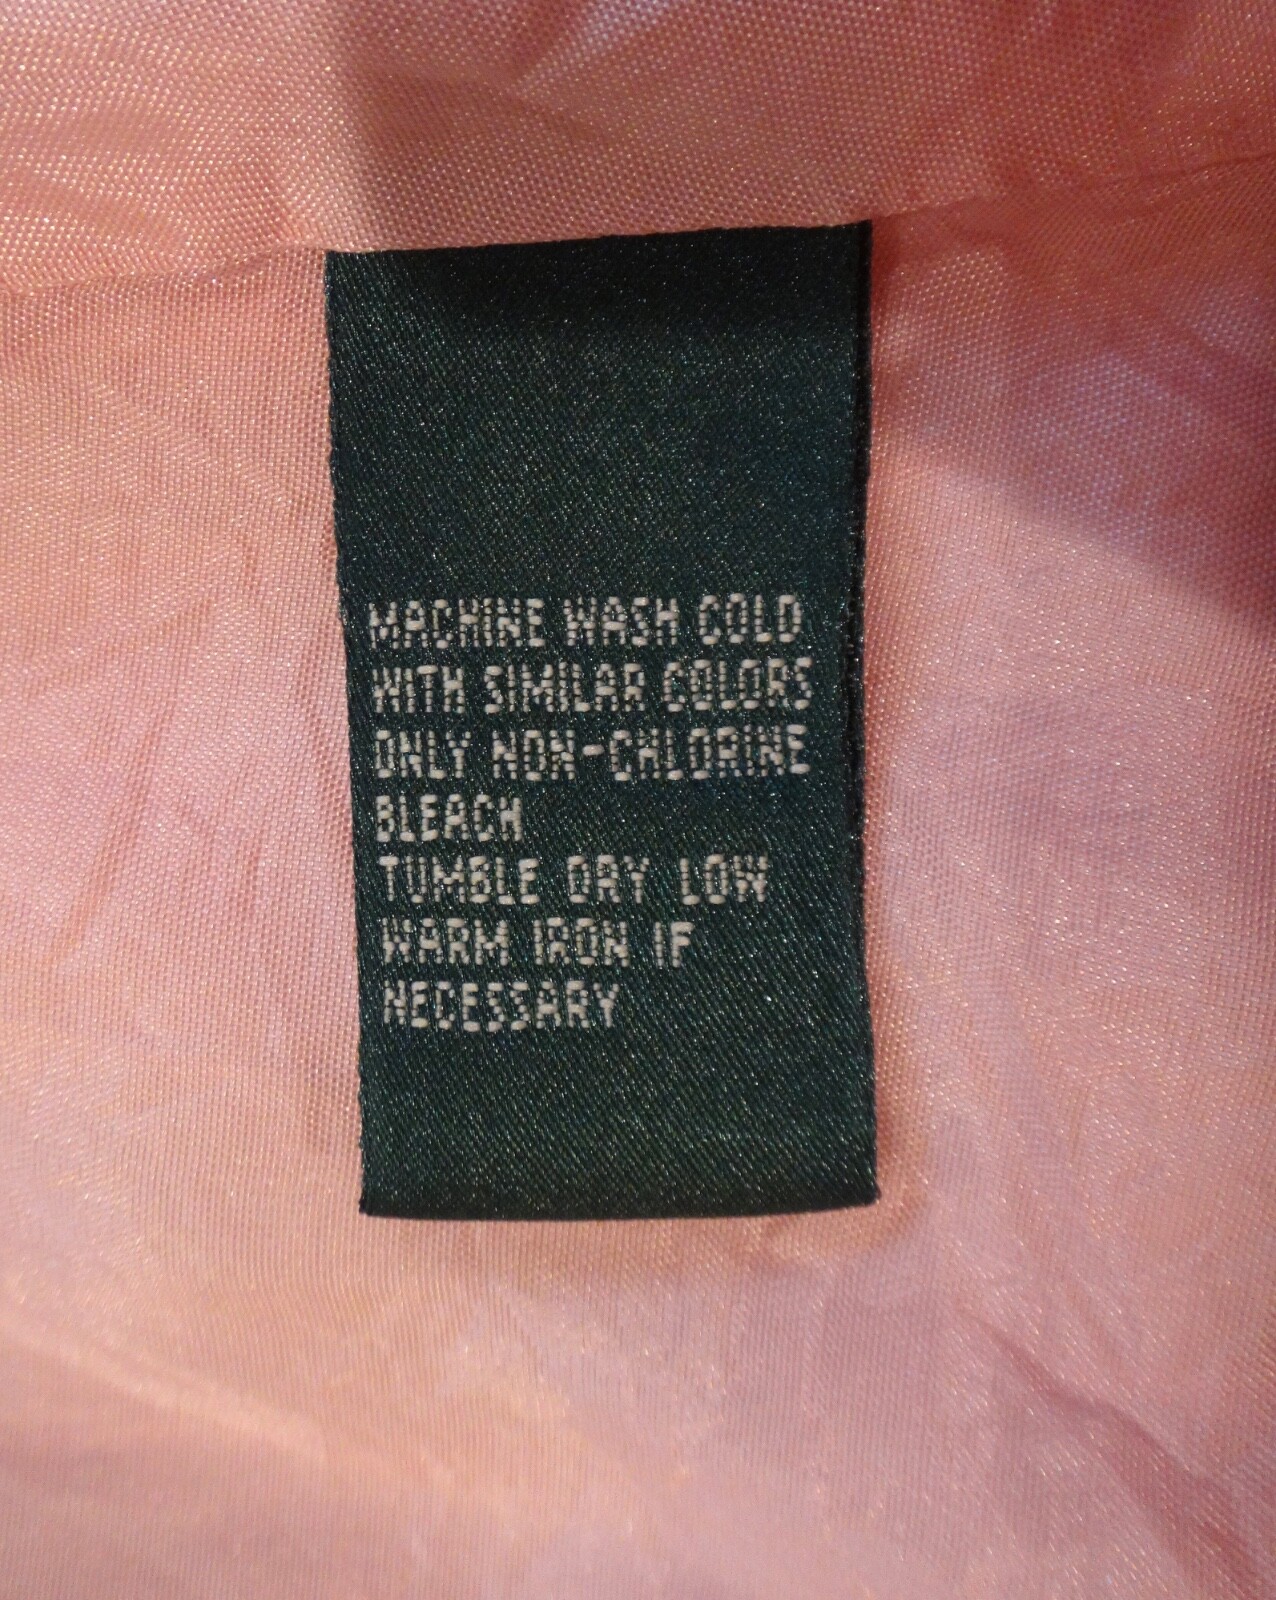 MACHINE WASH COLD
WITH SIMILAR COLORS
ONLY NON-CHLORINE
BLEACH
TUMBLE DRY LOW
WARM IRON IF
NECESSARY